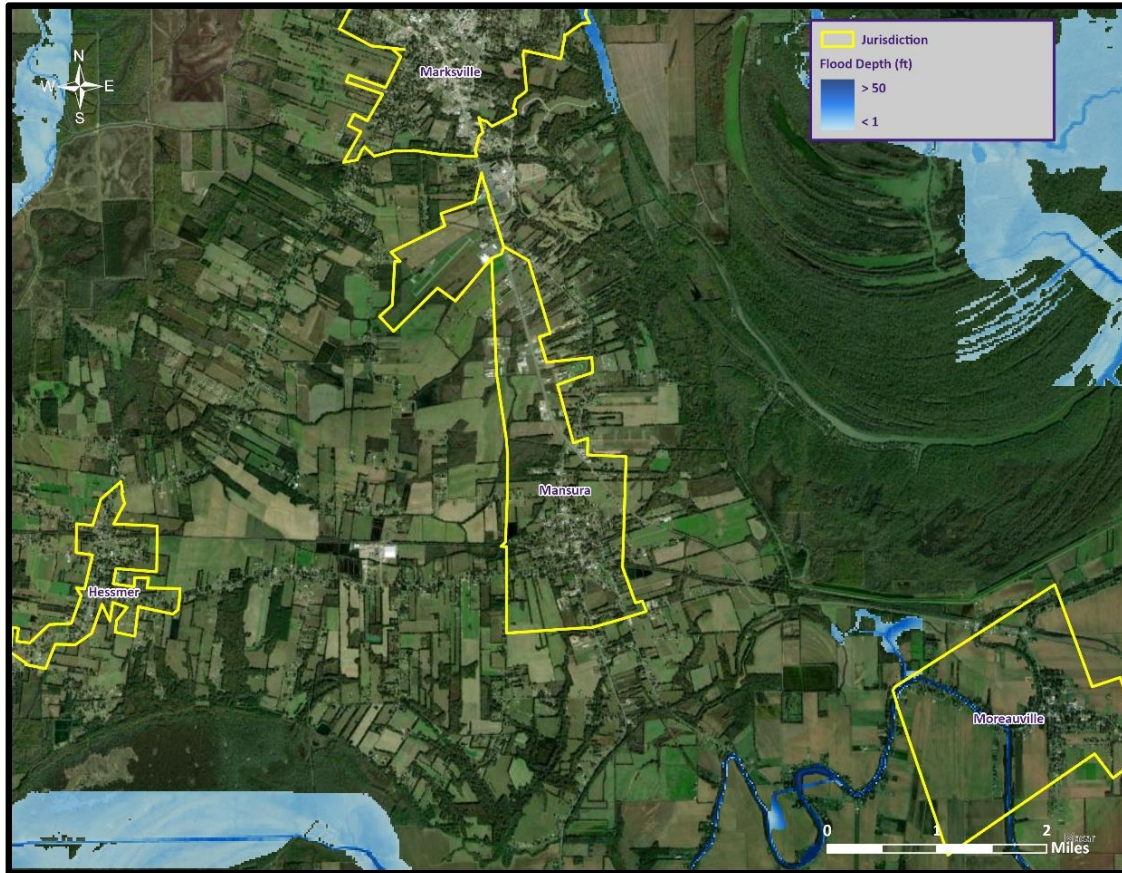 Jurisdiction
Flood Depth (ft)
> 50
< 1
N
W E
S
Marksville
Mansura
Hessmer
Moreauville
0 1 2
Miles